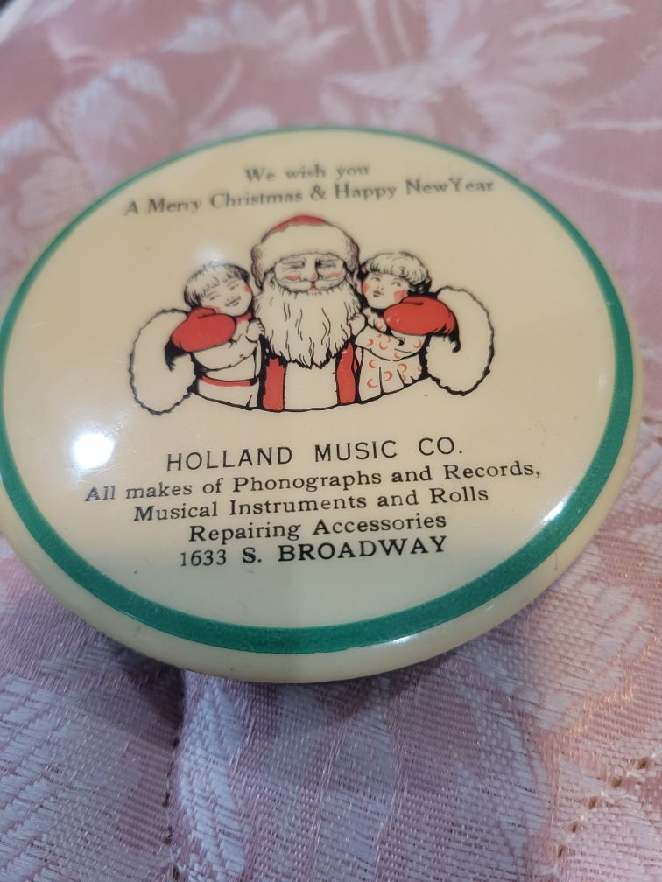 We wish you
A Merry Christmas & Happy New Year
HOLLAND MUSIC CO.
All makes of Phonographs and Records,
Musical Instruments and Rolls
Repairing Accessories
1633 S. BROADWAY